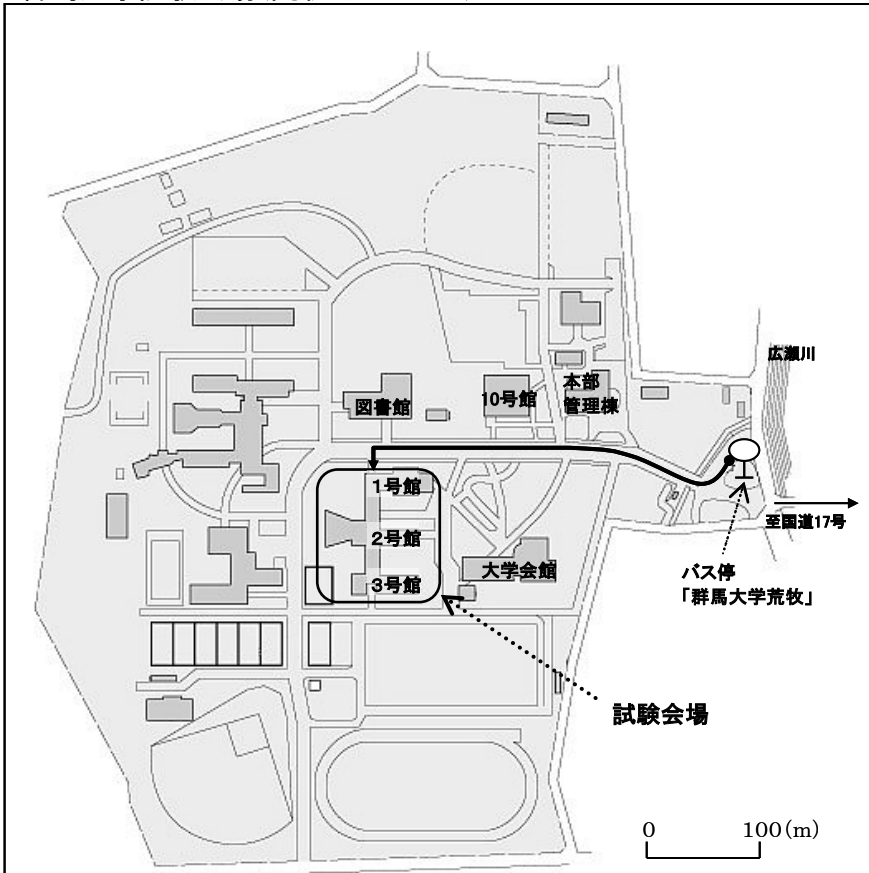 広瀬川
本部
管理棟
10号館
図書館
1号館
2号館
3号館
大学会館
至国道17号
バス停
「群馬大学荒牧」
試験会場
0 100(m)